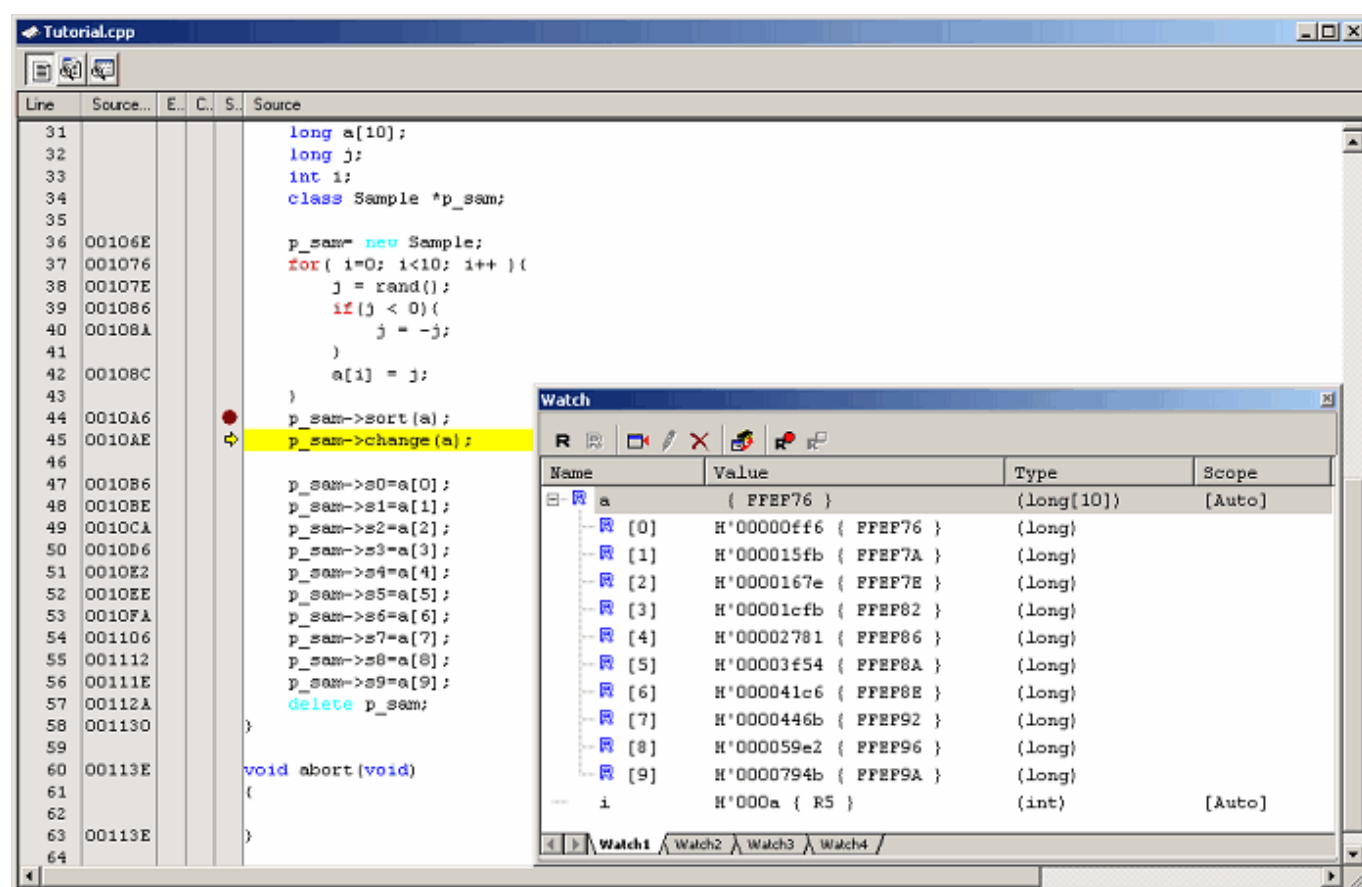 Tutorial.cpp
Line Source... E.. C.. S.. Source
31 long a[10];
32 long j;
33 int i;
34 class Sample *p_sam;
35
36 00106E p_sam= new Sample;
37 001076 for( i=0; i<10; i++ ){
38 00107E j = rand();
39 001086 if(j < 0){
40 00108A j = -j;
41 }
42 00108C a[i] = j;
43 }
44 0010A6 p_sam->sort(a);
45 0010AE p_sam->change(a);
46
47 0010B6 p_sam->s0=a[0];
48 0010BE p_sam->s1=a[1];
49 0010CA p_sam->s2=a[2];
50 0010D6 p_sam->s3=a[3];
51 0010E2 p_sam->s4=a[4];
52 0010EE p_sam->s5=a[5];
53 0010FA p_sam->s6=a[6];
54 001106 p_sam->s7=a[7];
55 001112 p_sam->s8=a[8];
56 00111E p_sam->s9=a[9];
57 00112A delete p_sam;
58 001130 }
59
60 00113E void abort(void)
61 {
62
63 00113E }
64
Watch
R R R R
Name Value Type Scope
R a { FFEF76 } (long[10]) [Auto]
R [0] H'00000ff6 { FFEF76 } (long)
R [1] H'000015fb { FFEF7A } (long)
R [2] H'0000167e { FFEF7E } (long)
R [3] H'00001cfb { FFEF82 } (long)
R [4] H'00002781 { FFEF86 } (long)
R [5] H'00003f54 { FFEF8A } (long)
R [6] H'000041c6 { FFEF8E } (long)
R [7] H'0000446b { FFEF92 } (long)
R [8] H'000059e2 { FFEF96 } (long)
R [9] H'0000794b { FFEF9A } (long)
i H'000a { R5 } (int) [Auto]
Watch1 Watch2 Watch3 Watch4